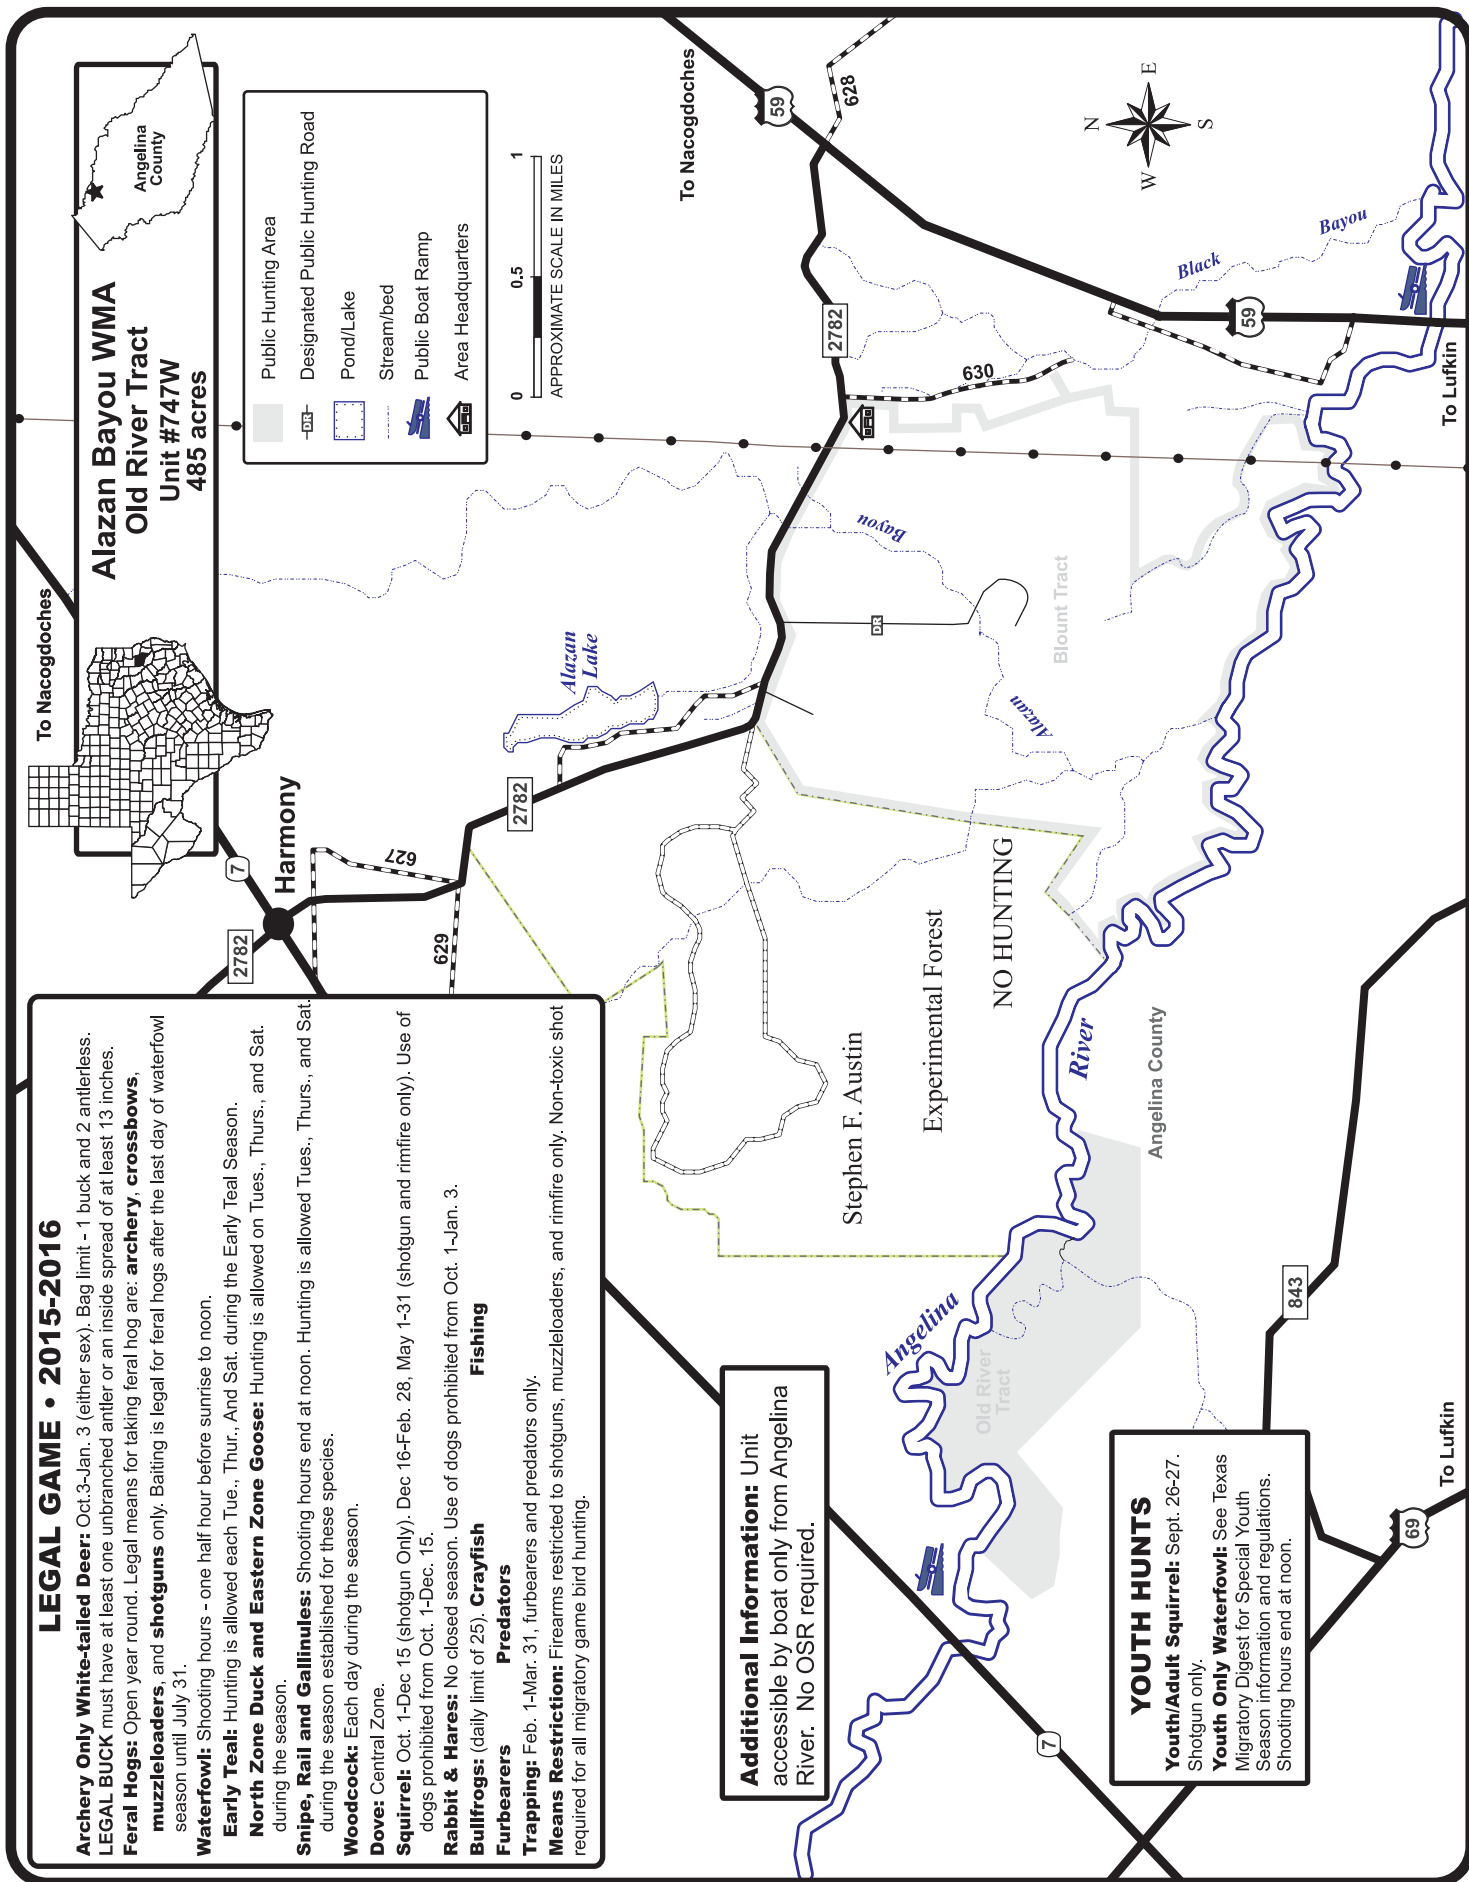 LEGAL GAME • 2015-2016
Archery Only White-tailed Deer: Oct.3-Jan. 3 (either sex). Bag limit - 1 buck and 2 antlerless.
LEGAL BUCK must have at least one unbranched antler or an inside spread of at least 13 inches.
Feral Hogs: Open year round. Legal means for taking feral hog are: archery, crossbows,
muzzleloaders, and shotguns only. Baiting is legal for feral hogs after the last day of waterfowl
season until July 31.
Waterfowl: Shooting hours - one half hour before sunrise to noon.
Early Teal: Hunting is allowed each Tue., Thur., And Sat. during the Early Teal Season.
North Zone Duck and Eastern Zone Goose: Hunting is allowed on Tues., Thurs., and Sat.
during the season.
Snipe, Rail and Gallinules: Shooting hours end at noon. Hunting is allowed Tues., Thurs., and Sat.
during the season established for these species.
Woodcock: Each day during the season.
Dove: Central Zone.
Squirrel: Oct. 1-Dec 15 (shotgun Only). Dec 16-Feb. 28, May 1-31 (shotgun and rimfire only). Use of
dogs prohibited from Oct. 1-Dec. 15.
Rabbit & Hares: No closed season. Use of dogs prohibited from Oct. 1-Jan. 3.
Bullfrogs: (daily limit of 25). Crayfish Fishing
Furbearers Predators
Trapping: Feb. 1-Mar. 31, furbearers and predators only.
Means Restriction: Firearms restricted to shotguns, muzzleloaders, and rimfire only. Non-toxic shot
required for all migratory game bird hunting.
To Nacogdoches
Alazan Bayou WMA
Old River Tract
Unit #747W
485 acres
Angelina
County
Public Hunting Area
DR
Designated Public Hunting Road
Pond/Lake
Stream/bed
Public Boat Ramp
Area Headquarters
0 0.5 1
APPROXIMATE SCALE IN MILES
To Nacogdoches
7
2782
Harmony
627
629
2782
Alazan
Lake
2782
59
628
630
N
W E
S
Bayou
Alazan
DR
Blount Tract
Black
Bayou
59
To Lufkin
Stephen F. Austin
Experimental Forest
NO HUNTING
River
Angelina
Angelina County
Old River
Tract
Additional Information: Unit
accessible by boat only from Angelina
River. No OSR required.
7
843
YOUTH HUNTS
Youth/Adult Squirrel: Sept. 26-27.
Shotgun only.
Youth Only Waterfowl: See Texas
Migratory Digest for Special Youth
Season information and regulations.
Shooting hours end at noon.
69
To Lufkin